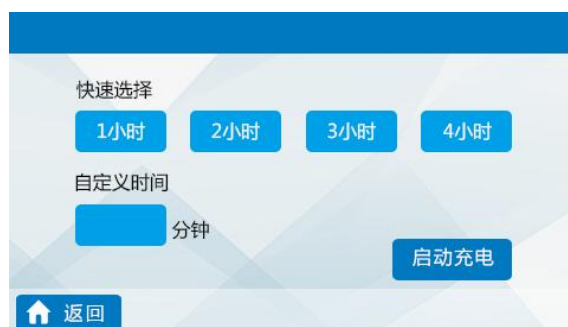 快速选择
1小时 2小时 3小时 4小时
自定义时间
分钟
启动充电
返回